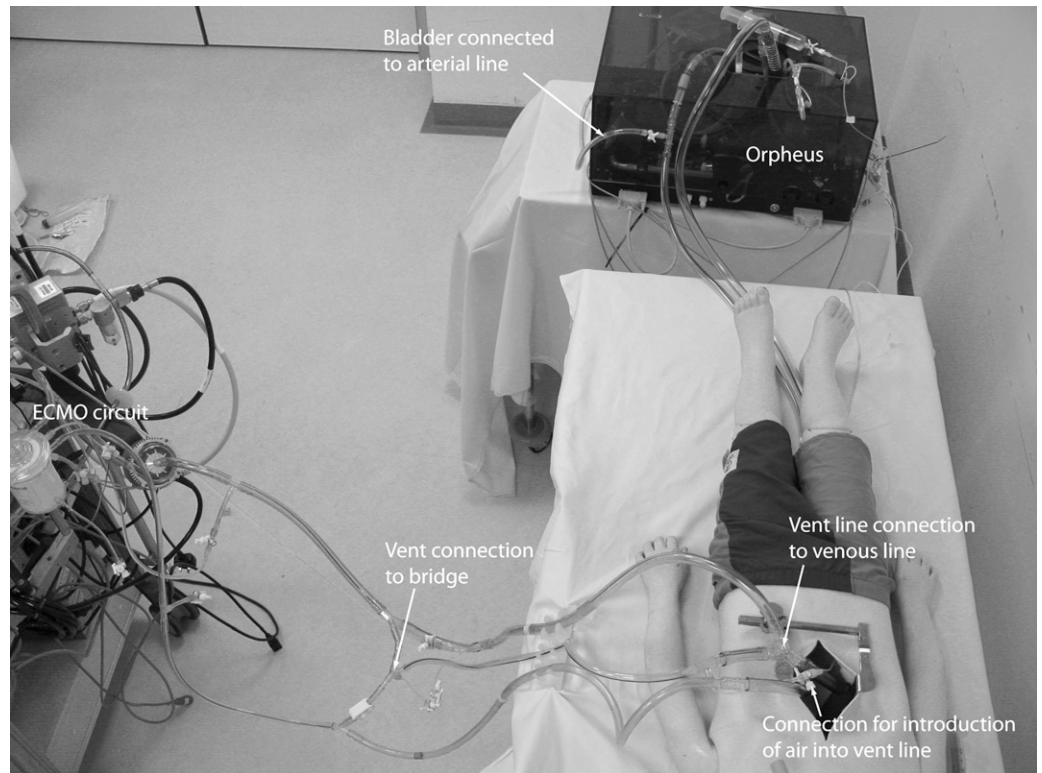 Bladder connected
to arterial line
Orpheus
ECMO circuit
Vent connection
to bridge
Vent line connection
to venous line
Connection for introduction
of air into vent line